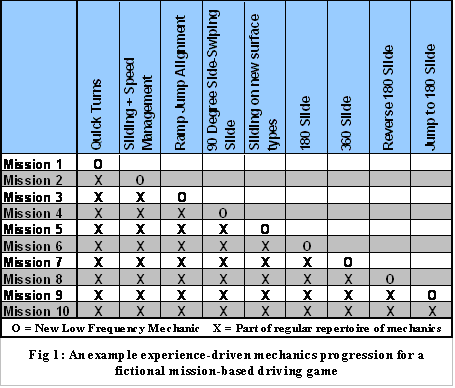 Quick Turns
Sliding + Speed
Management
Ramp Jump Alignment
90 Degree Side-Swiping
Slide
Sliding on new surface
types
180 Slide
360 Slide
Reverse 180 Slide
Jump to 180 Slide
Mission 1 O
Mission 2 X O
Mission 3 X X O
Mission 4 X X X O
Mission 5 X X X X O
Mission 6 X X X X X O
Mission 7 X X X X X X O
Mission 8 X X X X X X X O
Mission 9 X X X X X X X X O
Mission 10 X X X X X X X X X
O = New Low Frequency Mechanic X = Part of regular repertoire of mechanics
Fig 1: An example experience-driven mechanics progression for a
fictional mission-based driving game